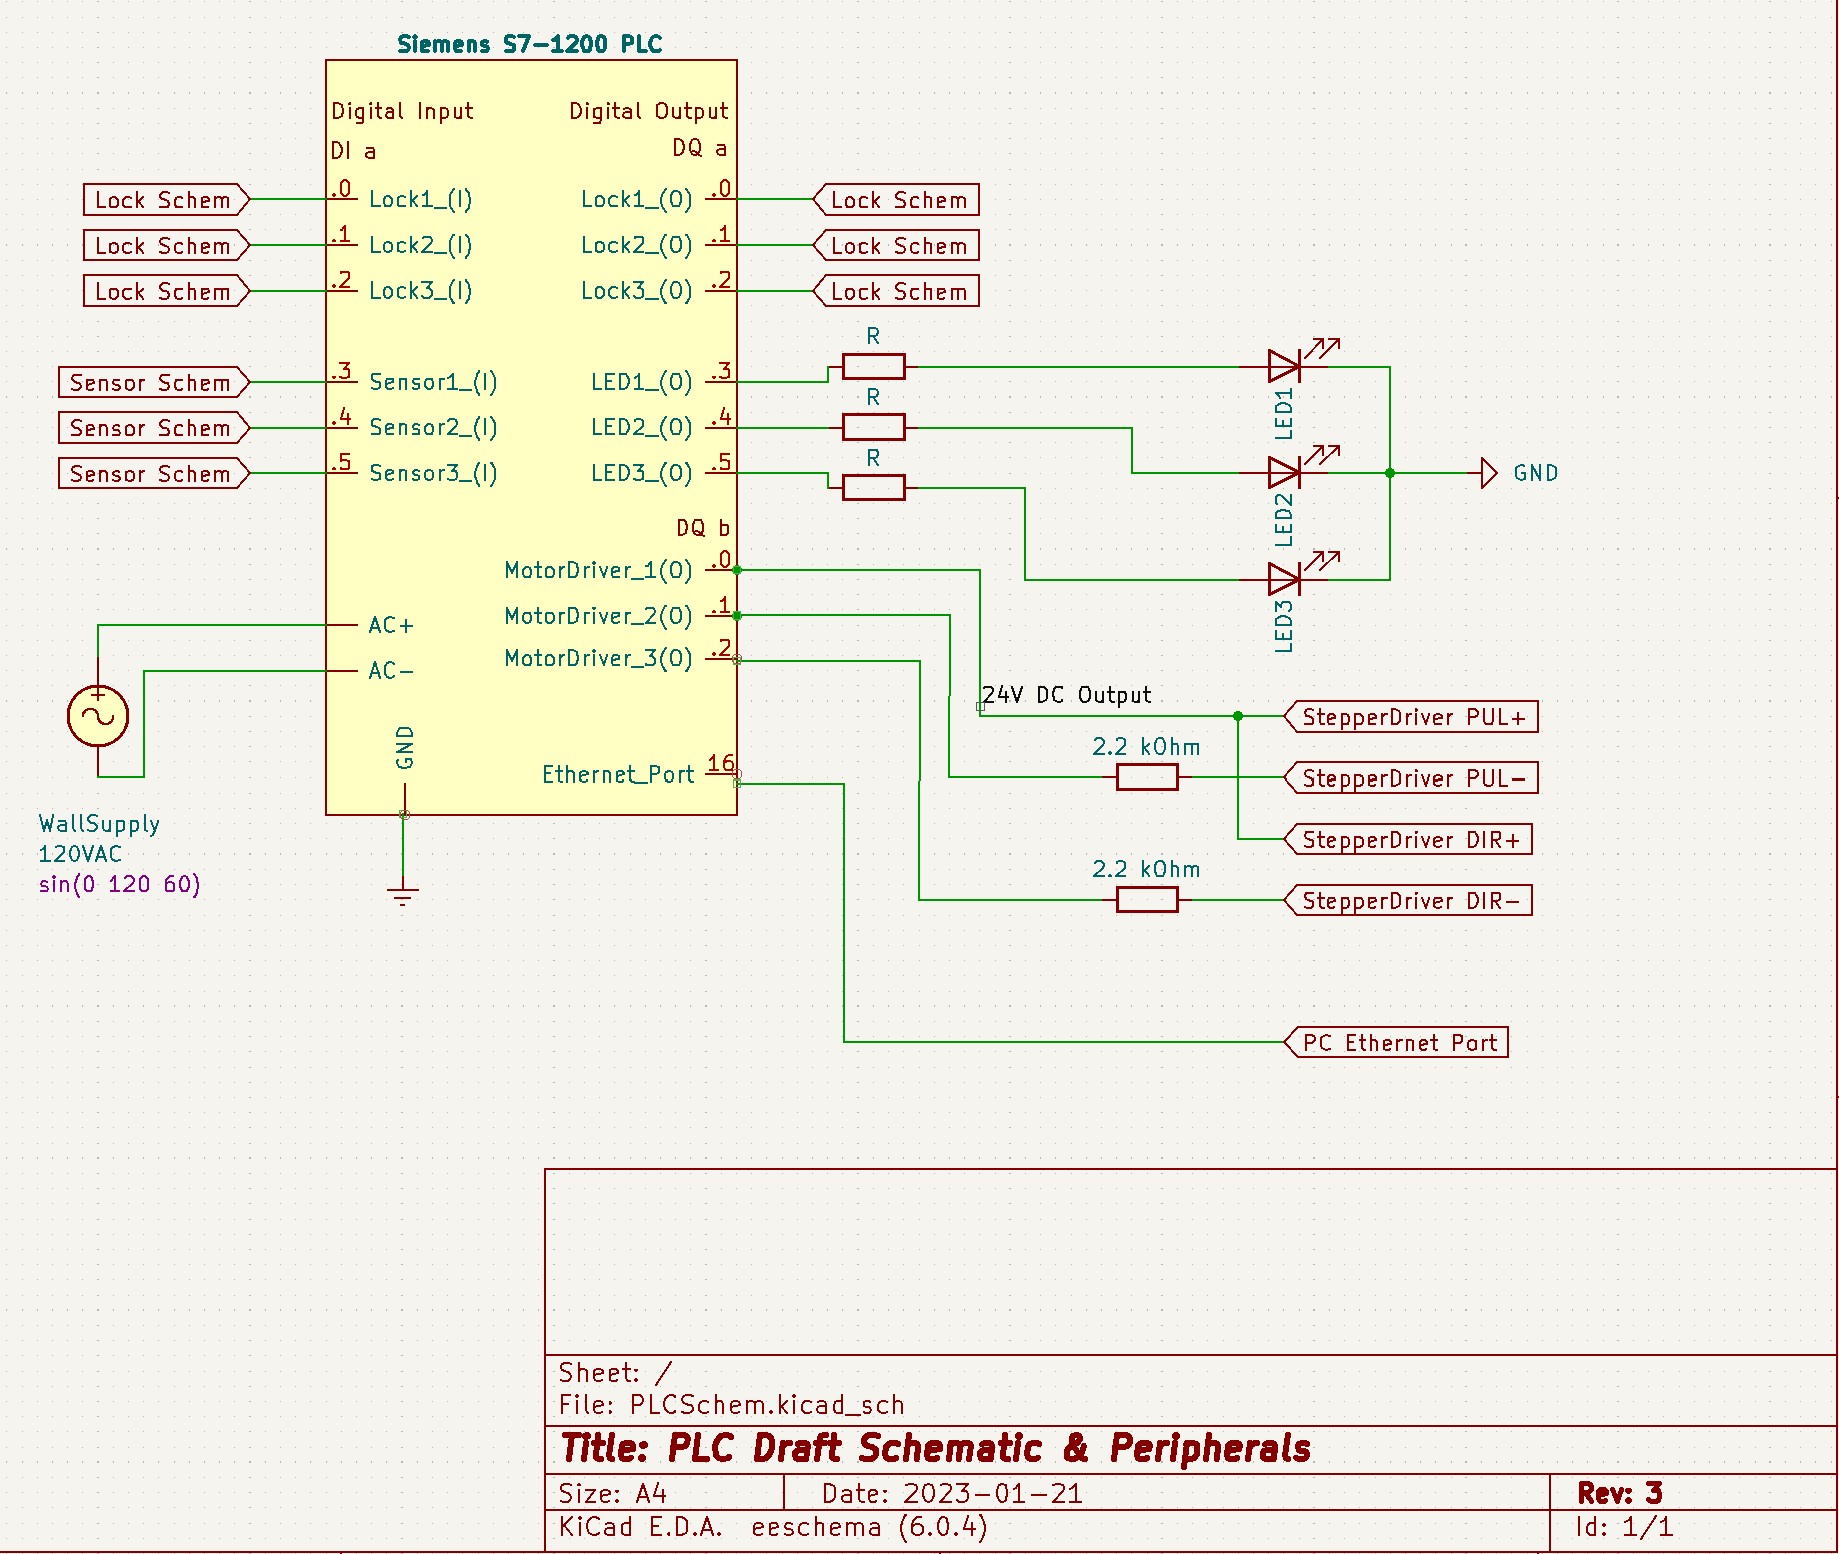 Siemens S7-1200 PLC
Digital Input
Digital Output
DI a
DQ a
Lock Schem
.0
Lock1_(I)
Lock1_(O)
.0
Lock Schem
Lock Schem
.1
Lock2_(I)
Lock2_(O)
.1
Lock Schem
Lock Schem
.2
Lock3_(I)
Lock3_(O)
.2
Lock Schem
R
Sensor Schem
.3
Sensor1_(I)
LED1_(O)
.3
R
LED1
Sensor Schem
.4
Sensor2_(I)
LED2_(O)
.4
R
Sensor Schem
.5
Sensor3_(I)
LED3_(O)
.5
GND
LED2
DQ b
MotorDriver_1(O)
.0
MotorDriver_2(O)
.1
LED3
MotorDriver_3(O)
.2
AC+
AC-
24V DC Output
StepperDriver PUL+
+
GND
2.2 kOhm
StepperDriver PUL-
Ethernet_Port
16
WallSupply
120VAC
sin(0 120 60)
StepperDriver DIR+
2.2 kOhm
StepperDriver DIR-
PC Ethernet Port
Sheet: /
File: PLCSchem.kicad_sch
Title: PLC Draft Schematic & Peripherals
Size: A4
Date: 2023-01-21
Rev: 3
KiCad E.D.A. eeschema (6.0.4)
Id: 1/1